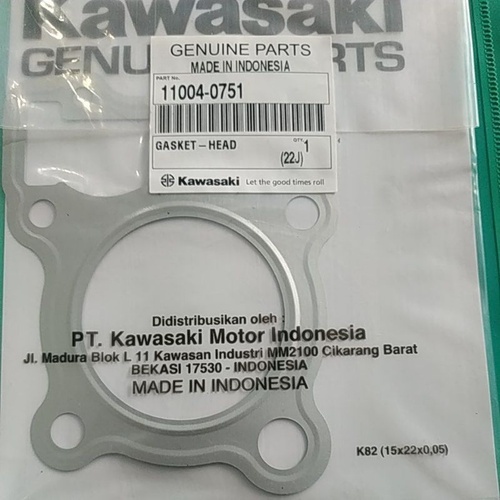 Kawasaki
GENUINE PARTS
GENUINE PARTS
MADE IN INDONESIA
PART No.
11004-0751
GASKET-HEAD
QTY.
1
(22J)
Kawasaki Let the good times roll
Didistribusikan oleh :
PT. Kawasaki Motor Indonesia
Jl. Madura Blok L 11 Kawasan Industri MM2100 Cikarang Barat
BEKASI 17530 - INDONESIA
MADE IN INDONESIA
K82 (15x22x0,05)